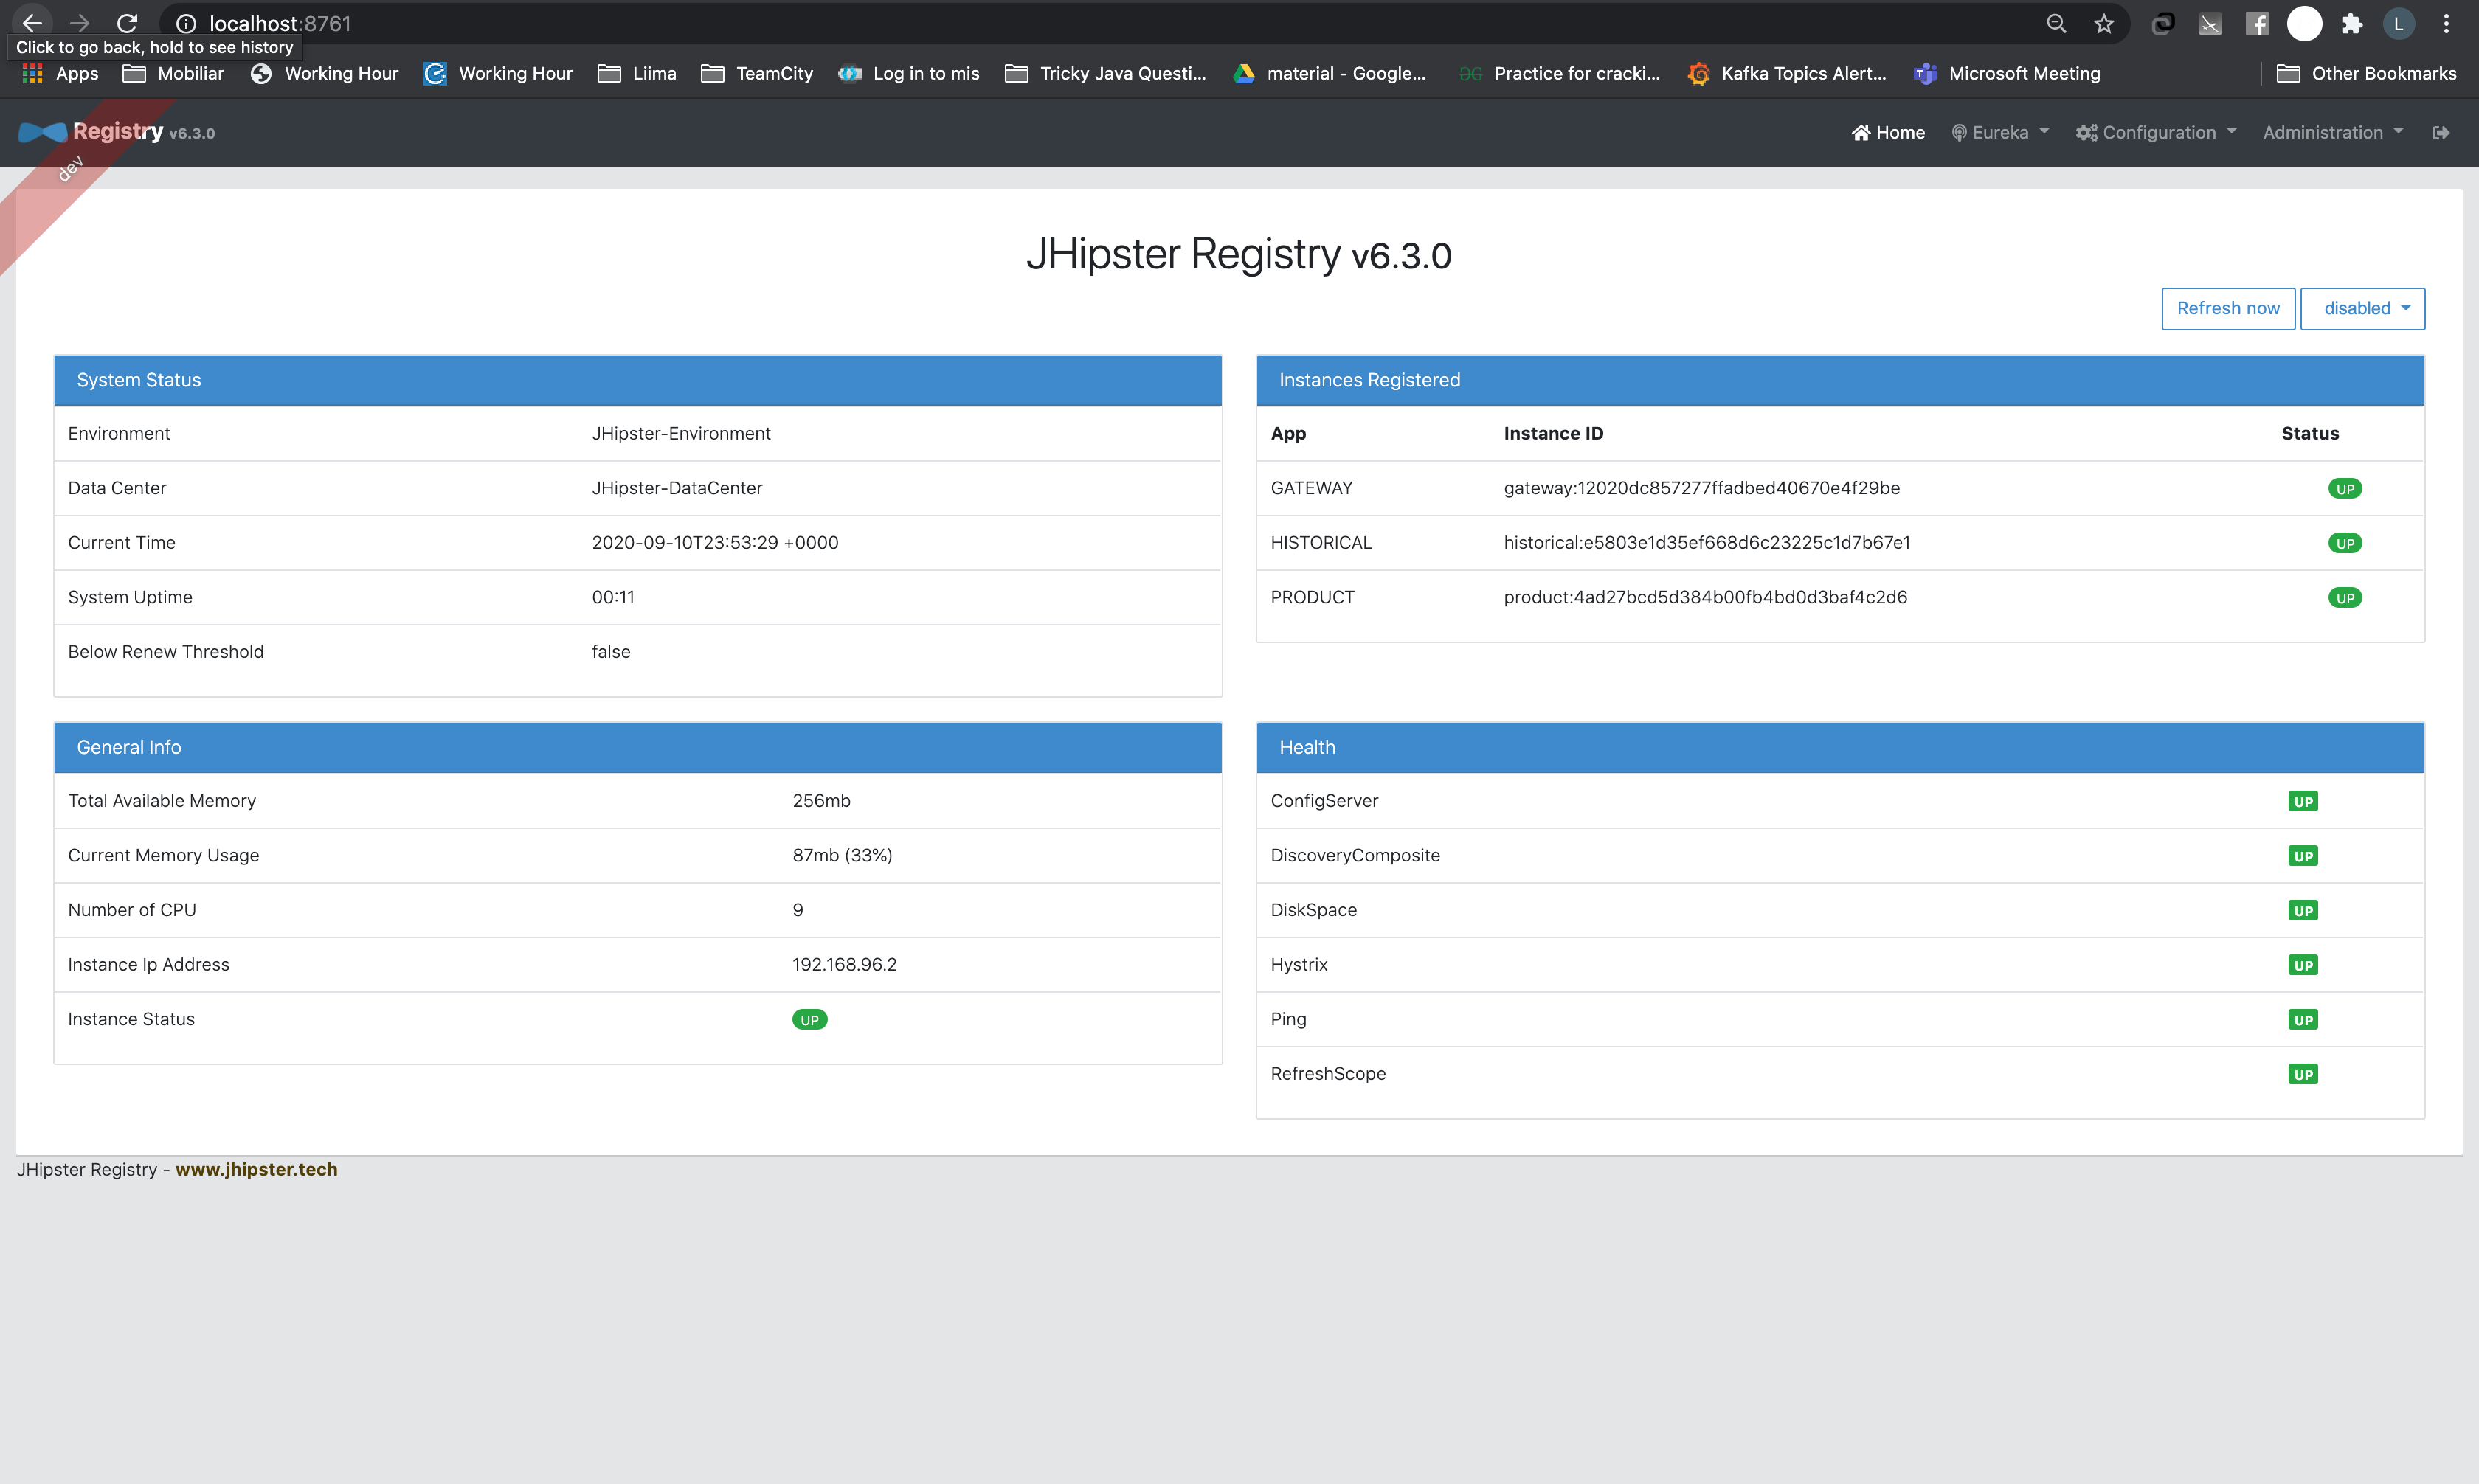 localhost:8761
L
Click to go back, hold to see history
Apps Mobiliar Working Hour Working Hour Liima TeamCity Log in to mis Tricky Java Questi... material - Google... Practice for cracki... Kafka Topics Alert... Microsoft Meeting Other Bookmarks
Registry v6.3.0 Home Eureka Configuration Administration
dev
JHipster Registry v6.3.0
Refresh now disabled
System Status
Environment JHipster-Environment
Data Center JHipster-DataCenter
Current Time 2020-09-10T23:53:29 +0000
System Uptime 00:11
Below Renew Threshold false
Instances Registered
App Instance ID Status
GATEWAY gateway:12020dc857277ffadbed40670e4f29be UP
HISTORICAL historical:e5803e1d35ef668d6c23225c1d7b67e1 UP
PRODUCT product:4ad27bcd5d384b00fb4bd0d3baf4c2d6 UP
General Info
Total Available Memory 256mb
Current Memory Usage 87mb (33%)
Number of CPU 9
Instance Ip Address 192.168.96.2
Instance Status UP
Health
ConfigServer UP
DiscoveryComposite UP
DiskSpace UP
Hystrix UP
Ping UP
RefreshScope UP
JHipster Registry - www.jhipster.tech